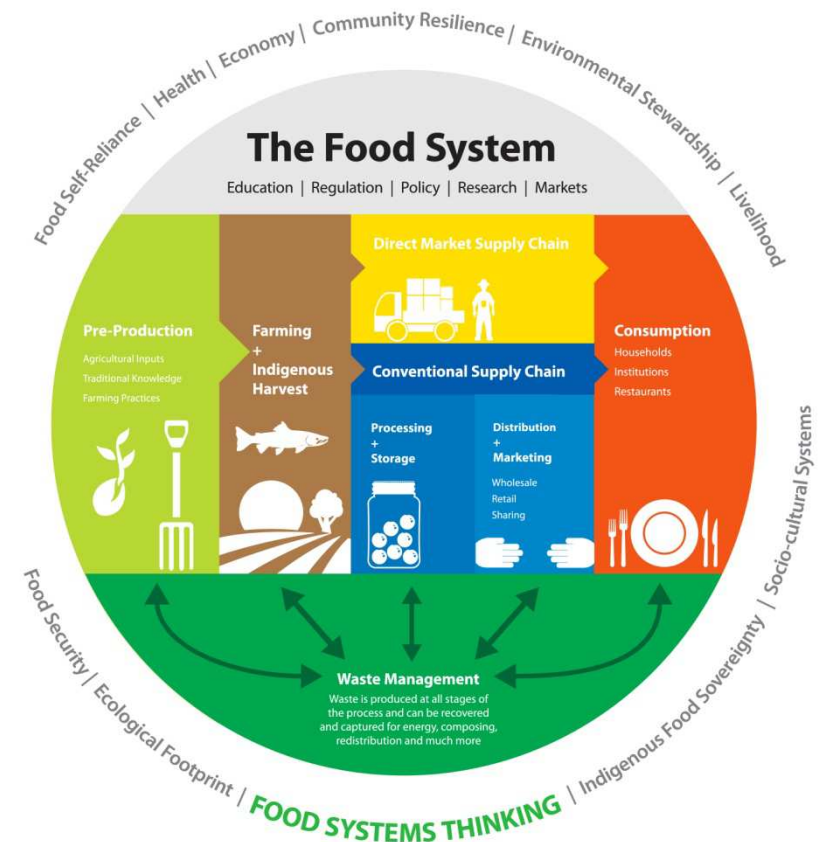 Food Self-Reliance | Health | Economy | Community Resilience | Environmental Stewardship | Livelihood
The Food System
Education | Regulation | Policy | Research | Markets
Pre-Production
Agricultural Inputs
Traditional Knowledge
Farming Practices
Farming
+
Indigenous
Harvest
Direct Market Supply Chain
Conventional Supply Chain
Processing
+
Storage
Distribution
+
Marketing
Wholesale
Retail
Sharing
Consumption
Households
Institutions
Restaurants
Waste Management
Waste is produced at all stages of
the process and can be recovered
and captured for energy, composing,
redistribution and much more
Food Security | Ecological Footprint | FOOD SYSTEMS THINKING | Indigenous Food Sovereignty | Socio-cultural Systems